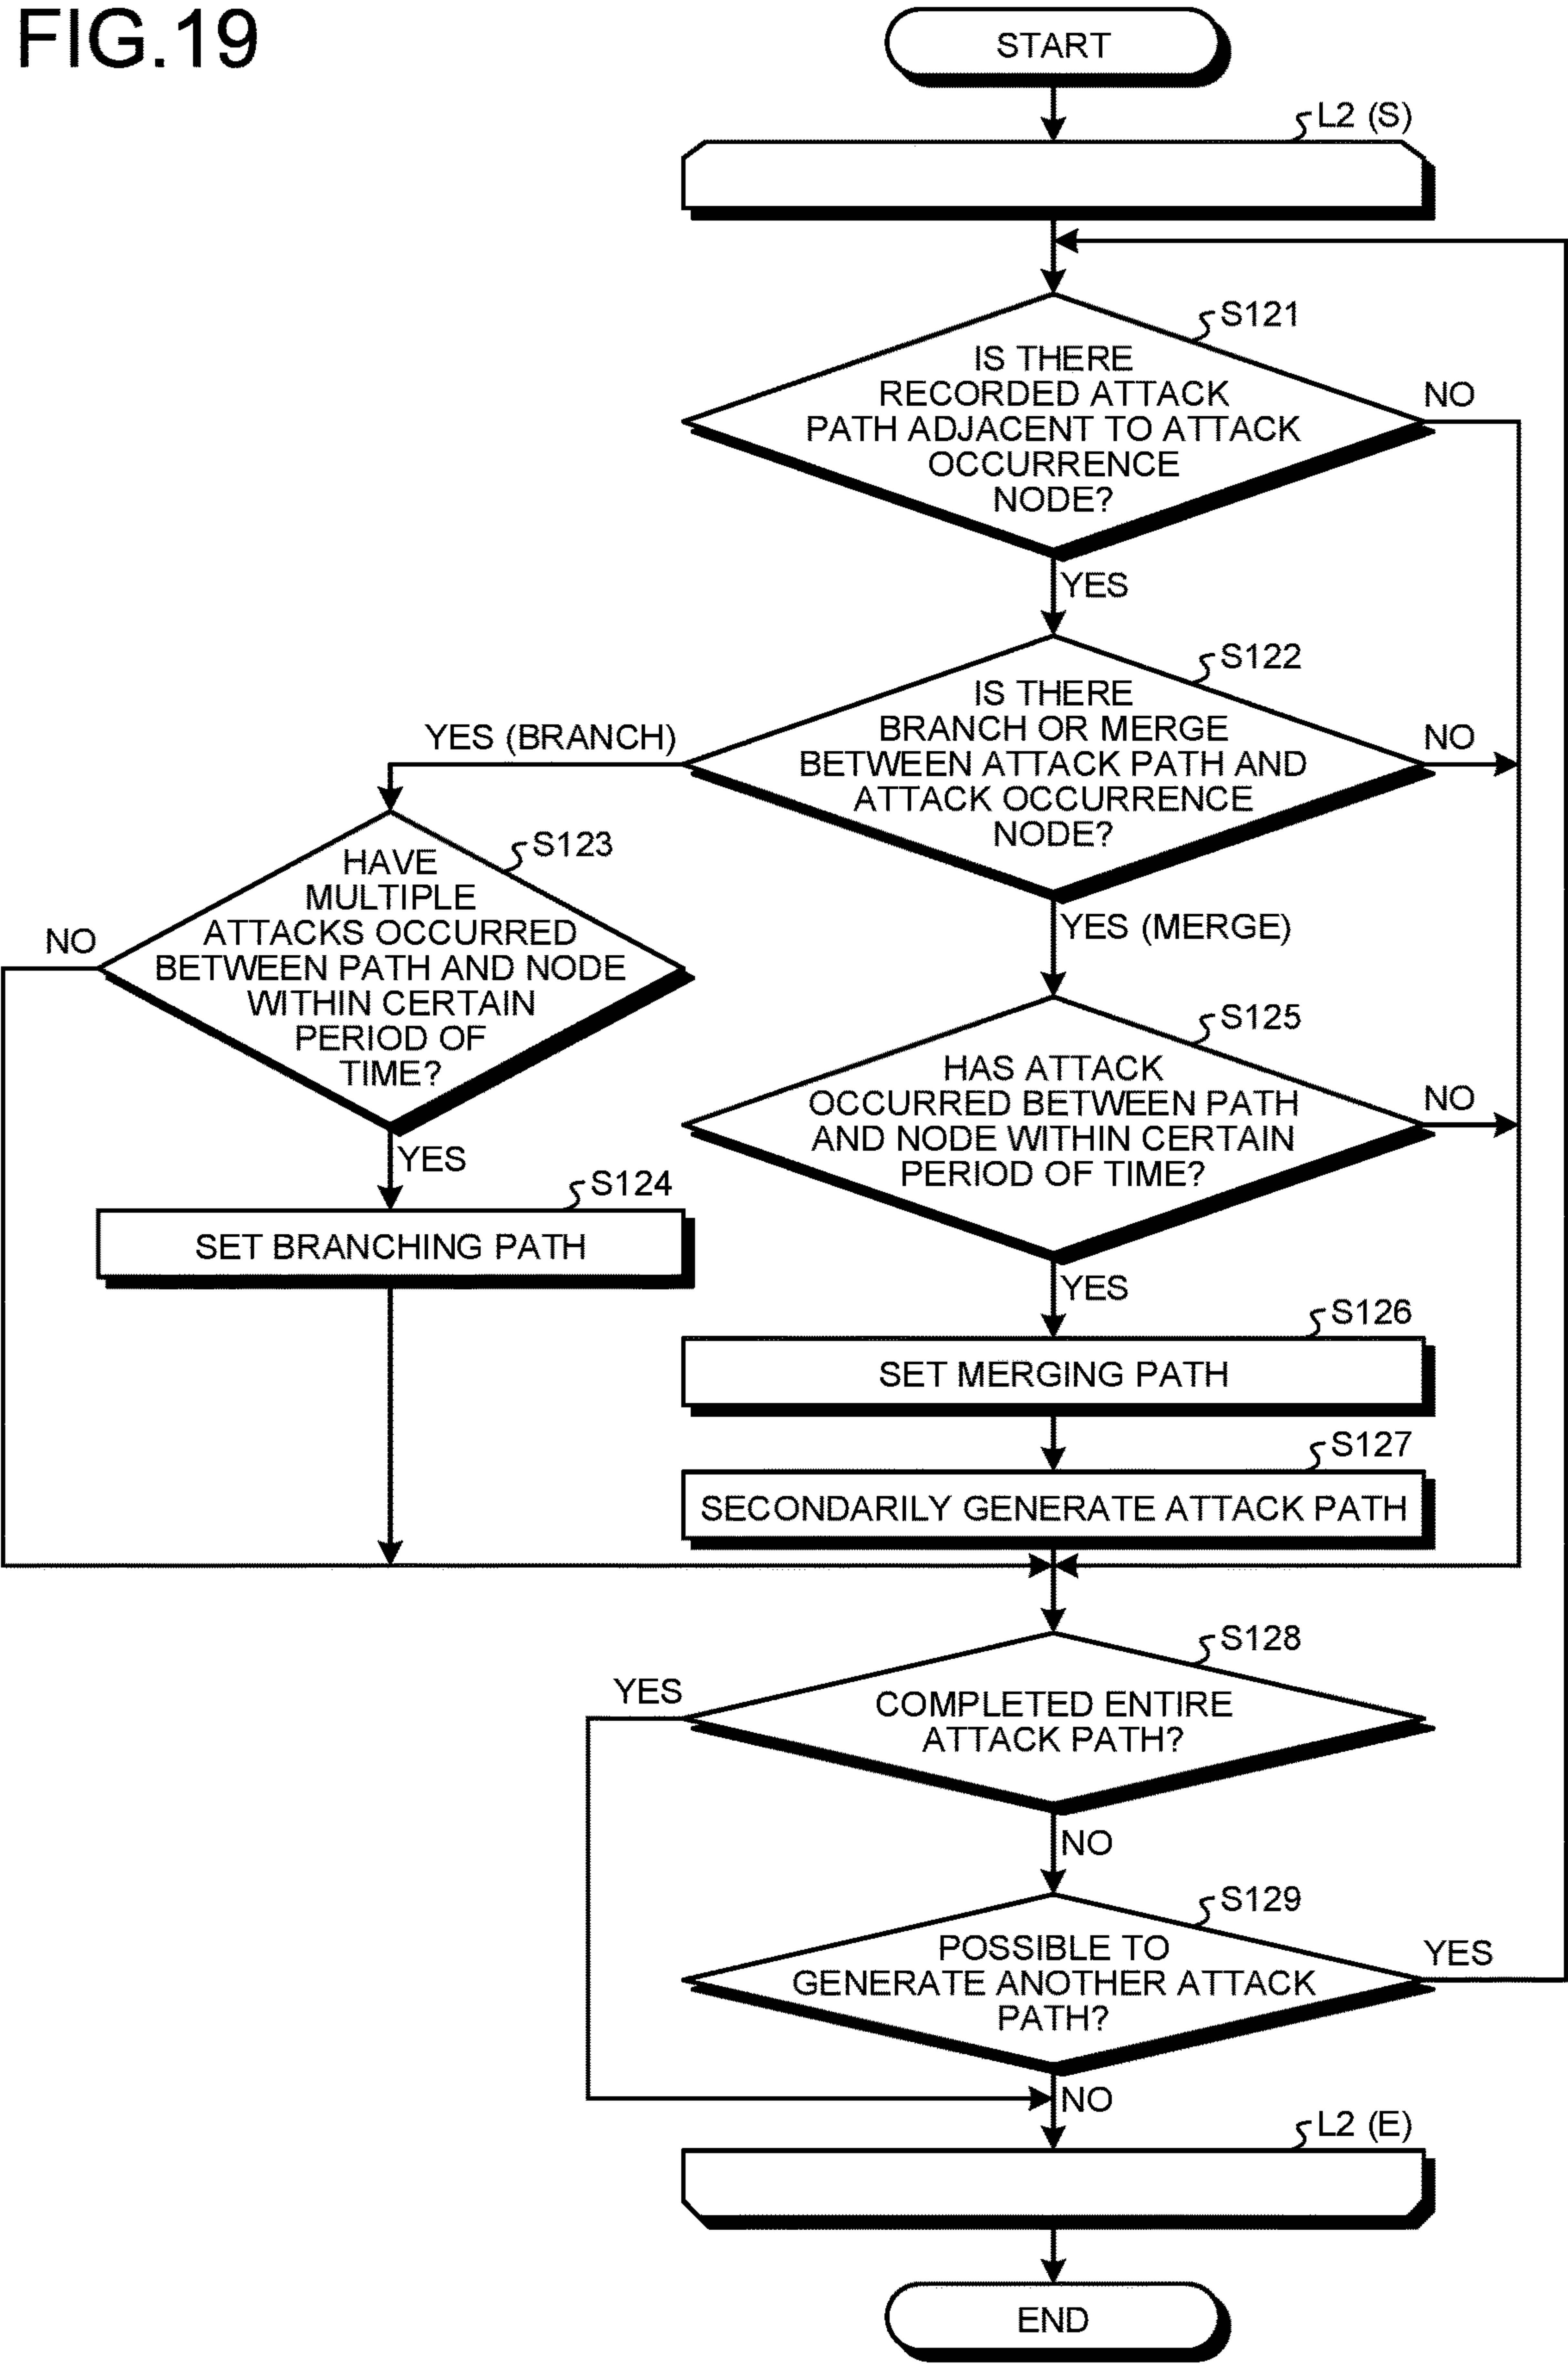 FIG.19
START
L2 (S)
S121
IS THERE
RECORDED ATTACK
PATH ADJACENT TO ATTACK
OCCURRENCE
NODE?
NO
YES
S122
IS THERE
BRANCH OR MERGE
BETWEEN ATTACK PATH AND
ATTACK OCCURRENCE
NODE?
YES (BRANCH)
NO
S123
HAVE
MULTIPLE
ATTACKS OCCURRED
BETWEEN PATH AND NODE
WITHIN CERTAIN
PERIOD OF
TIME?
NO
YES
YES (MERGE)
S125
HAS ATTACK
OCCURRED BETWEEN PATH
AND NODE WITHIN CERTAIN
PERIOD OF TIME?
NO
YES
S124
SET BRANCHING PATH
S126
SET MERGING PATH
S127
SECONDARILY GENERATE ATTACK PATH
S128
YES
COMPLETED ENTIRE
ATTACK PATH?
NO
S129
POSSIBLE TO
GENERATE ANOTHER ATTACK
PATH?
YES
NO
L2 (E)
END